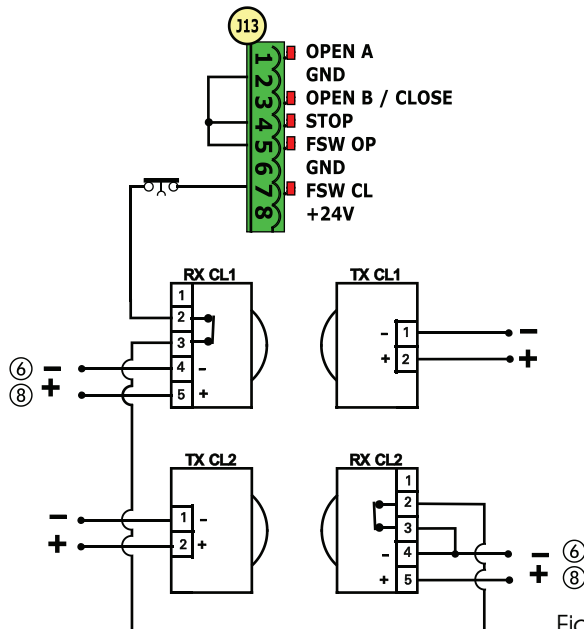 J13
1 OPEN A
2 GND
3 OPEN B / CLOSE
4 STOP
5 FSW OP
6 GND
7 FSW CL
8 +24V
RX CL1
1
2
3
4 -
5 +
⑥ -
⑧ +
TX CL1
- 1 -
+ 2 +
TX CL2
- 1 -
+ 2 +
RX CL2
1
2
3
- 4 - ⑥
+ 5 + ⑧
Fig